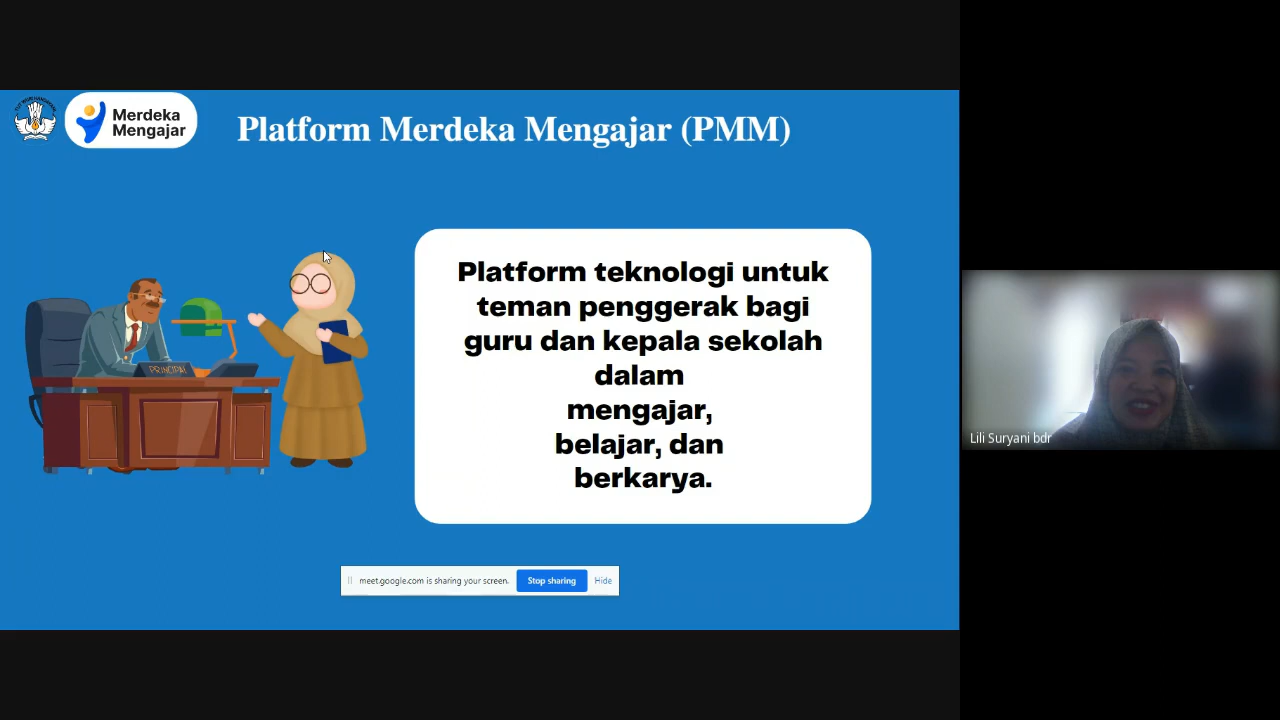 Merdeka
Mengajar
Platform Merdeka Mengajar (PMM)
Platform teknologi untuk
teman penggerak bagi
guru dan kepala sekolah
dalam
mengajar,
belajar, dan
berkarya.
PRINCIPAL
meet.google.com is sharing your screen.
Stop sharing
Hide
Lili Suryani bdr